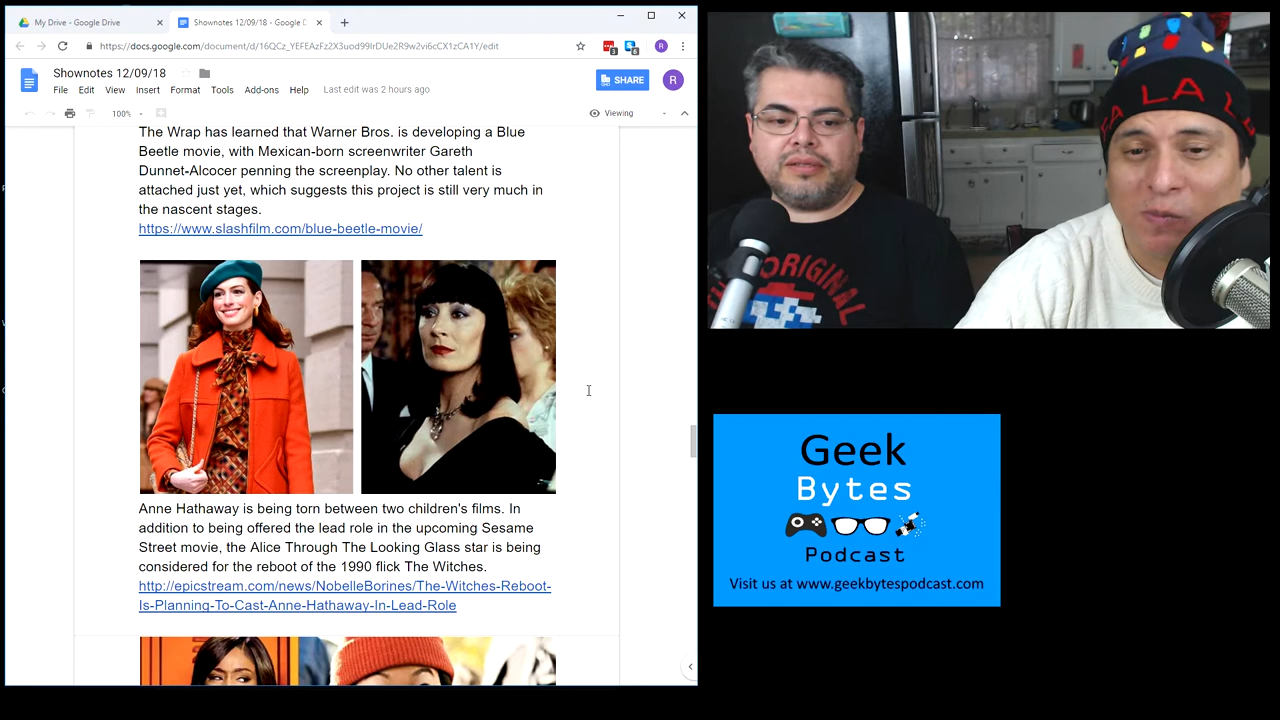 My Drive - Google Drive
Shownotes 12/09/18 - Google D
https://docs.google.com/document/d/16QCz_YEFEAzFz2X3uod99IrDUe2R9w2vi6cCX1zCA1Y/edit
Shownotes 12/09/18
SHARE
R
File Edit View Insert Format Tools Add-ons Help Last edit was 2 hours ago
100%
Viewing
The Wrap has learned that Warner Bros. is developing a Blue
Beetle movie, with Mexican-born screenwriter Gareth
Dunnet-Alcocer penning the screenplay. No other talent is
attached just yet, which suggests this project is still very much in
the nascent stages.
https://www.slashfilm.com/blue-beetle-movie/
Anne Hathaway is being torn between two children's films. In
addition to being offered the lead role in the upcoming Sesame
Street movie, the Alice Through The Looking Glass star is being
considered for the reboot of the 1990 flick The Witches.
http://epicstream.com/news/NobelleBorines/The-Witches-Reboot-
Is-Planning-To-Cast-Anne-Hathaway-In-Lead-Role
ORIGINAL
FA LA L
Geek
Bytes
Podcast
Visit us at www.geekbytespodcast.com